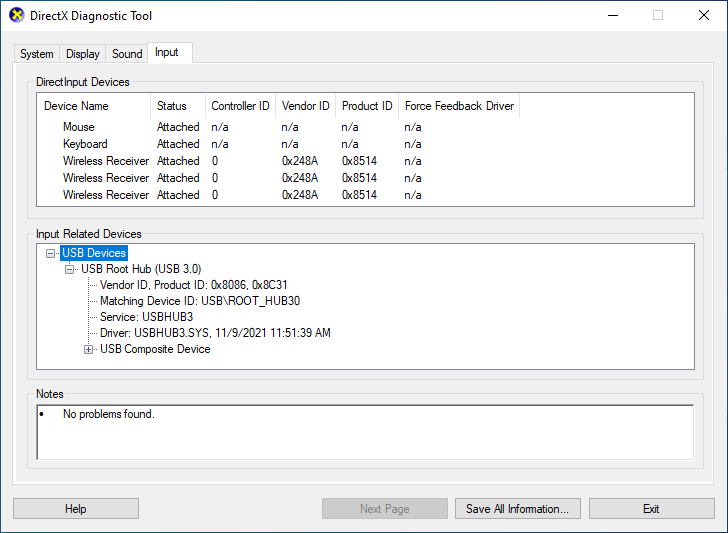 DirectX Diagnostic Tool
System Display Sound Input
DirectInput Devices
Device Name Status Controller ID Vendor ID Product ID Force Feedback Driver
Mouse Attached n/a n/a n/a n/a
Keyboard Attached n/a n/a n/a n/a
Wireless Receiver Attached 0 0x248A 0x8514 n/a
Wireless Receiver Attached 0 0x248A 0x8514 n/a
Wireless Receiver Attached 0 0x248A 0x8514 n/a
Input Related Devices
USB Devices
USB Root Hub (USB 3.0)
Vendor ID, Product ID: 0x8086, 0x8C31
Matching Device ID: USB\ROOT_HUB30
Service: USBHUB3
Driver: USBHUB3.SYS, 11/9/2021 11:51:39 AM
USB Composite Device
Notes
• No problems found.
Help Next Page Save All Information... Exit